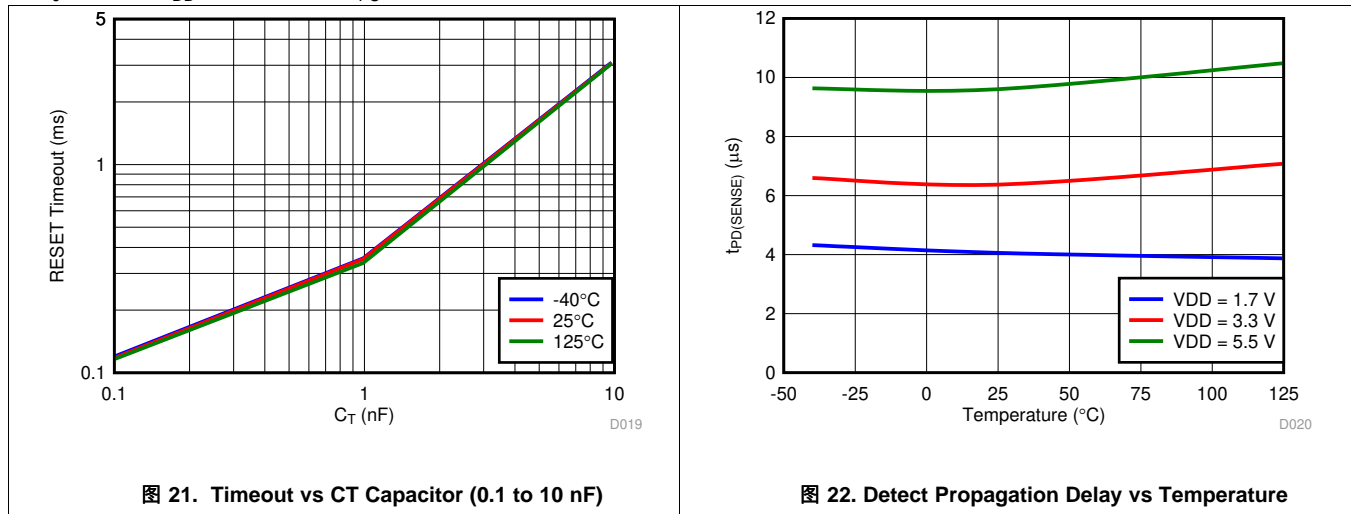 5
1
0.1
RESET Timeout (ms)
0.1
1
10
C_T (nF)
-40°C
25°C
125°C
D019
图 21. Timeout vs CT Capacitor (0.1 to 10 nF)
12
10
8
6
4
2
0
t_PD(SENSE) (µs)
-50
-25
0
25
50
75
100
125
Temperature (°C)
VDD = 1.7 V
VDD = 3.3 V
VDD = 5.5 V
D020
图 22. Detect Propagation Delay vs Temperature